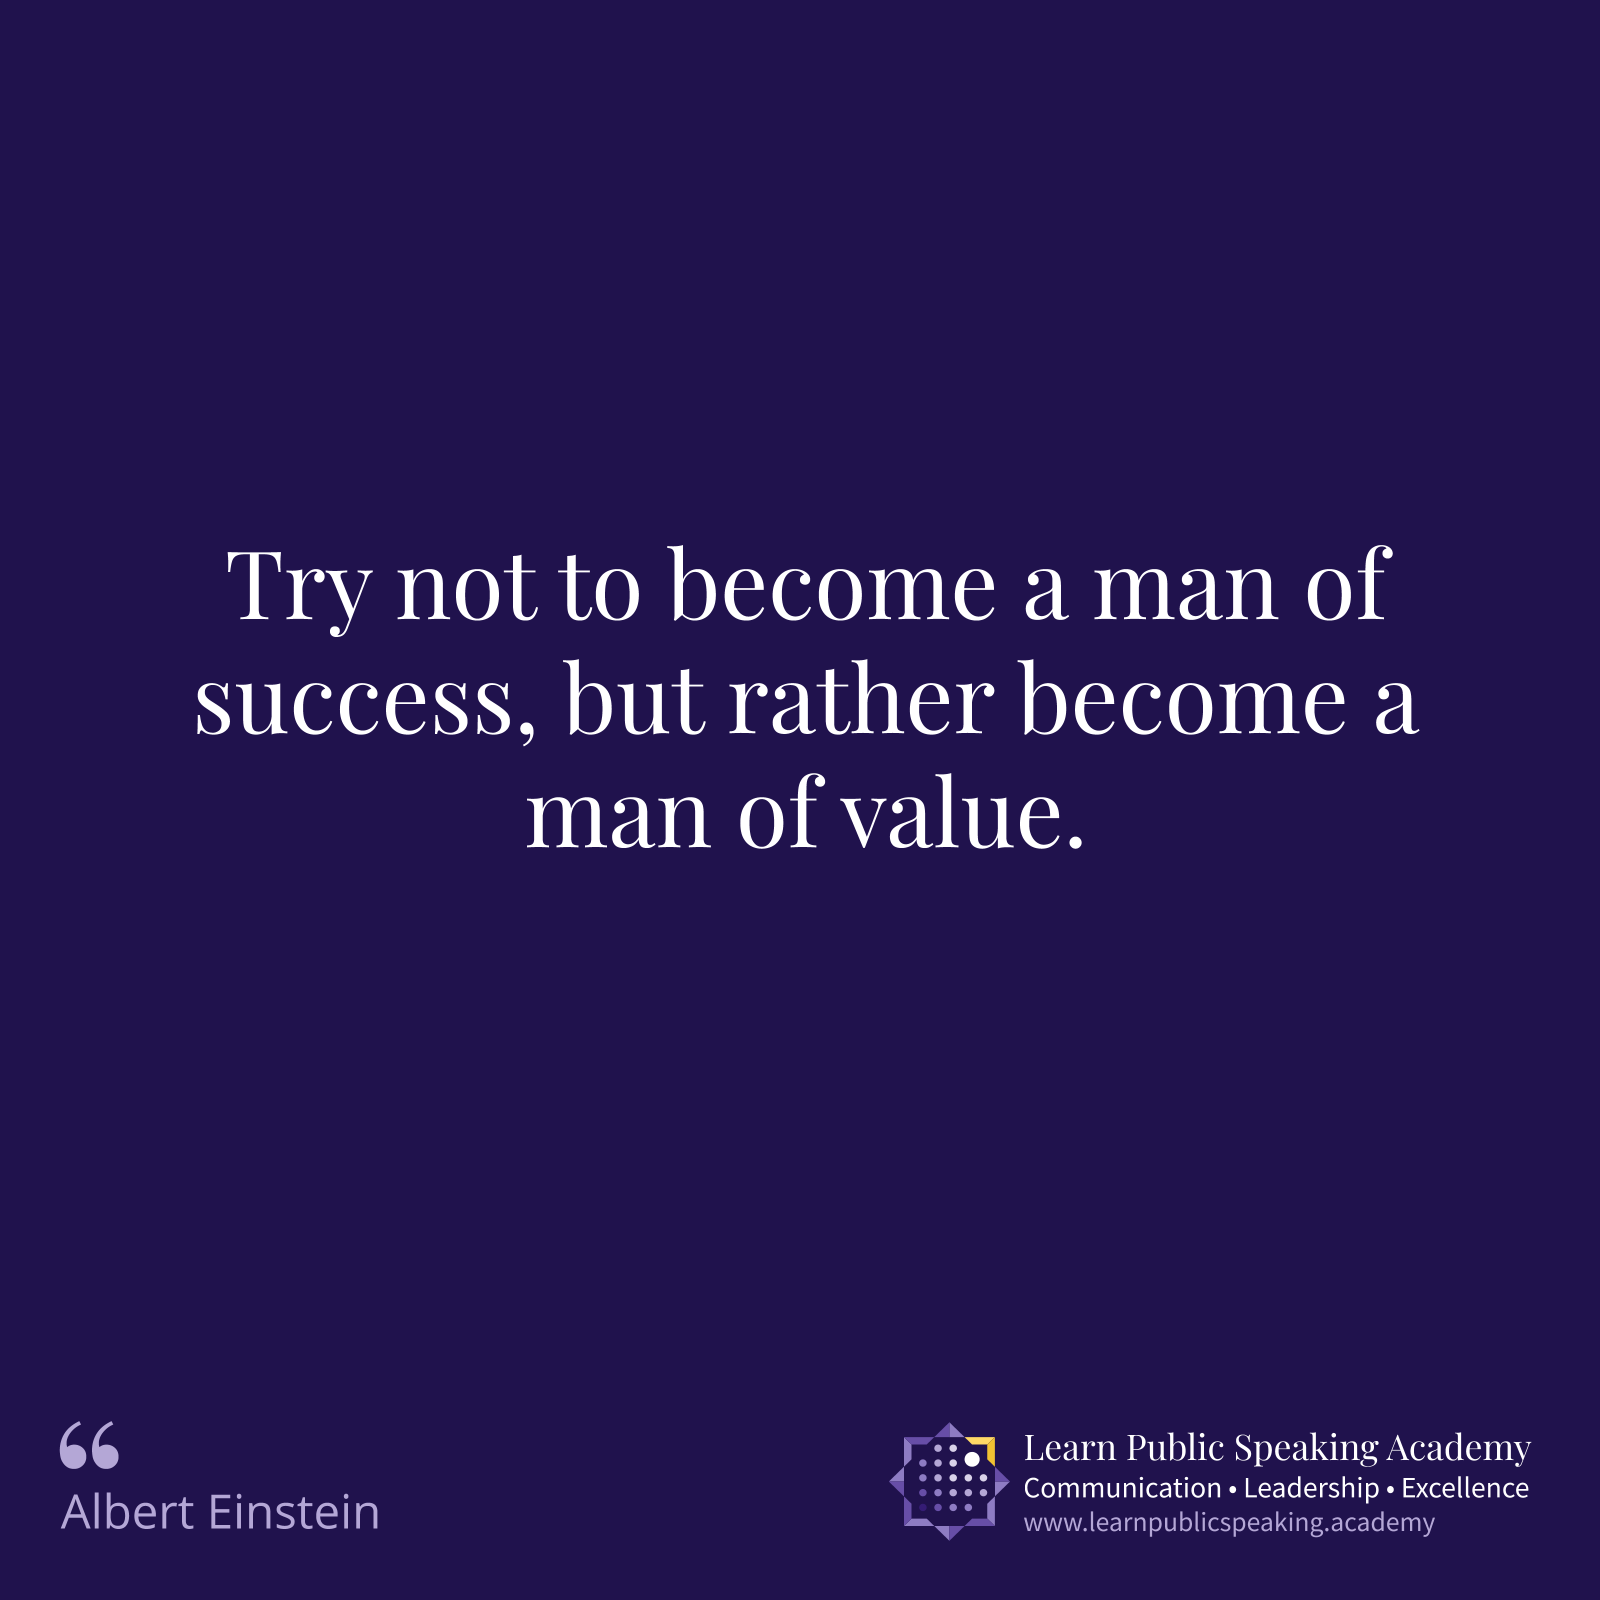 Try not to become a man of
success, but rather become a
man of value.
“
Albert Einstein
Learn Public Speaking Academy
Communication • Leadership • Excellence
www.learnpublicspeaking.academy